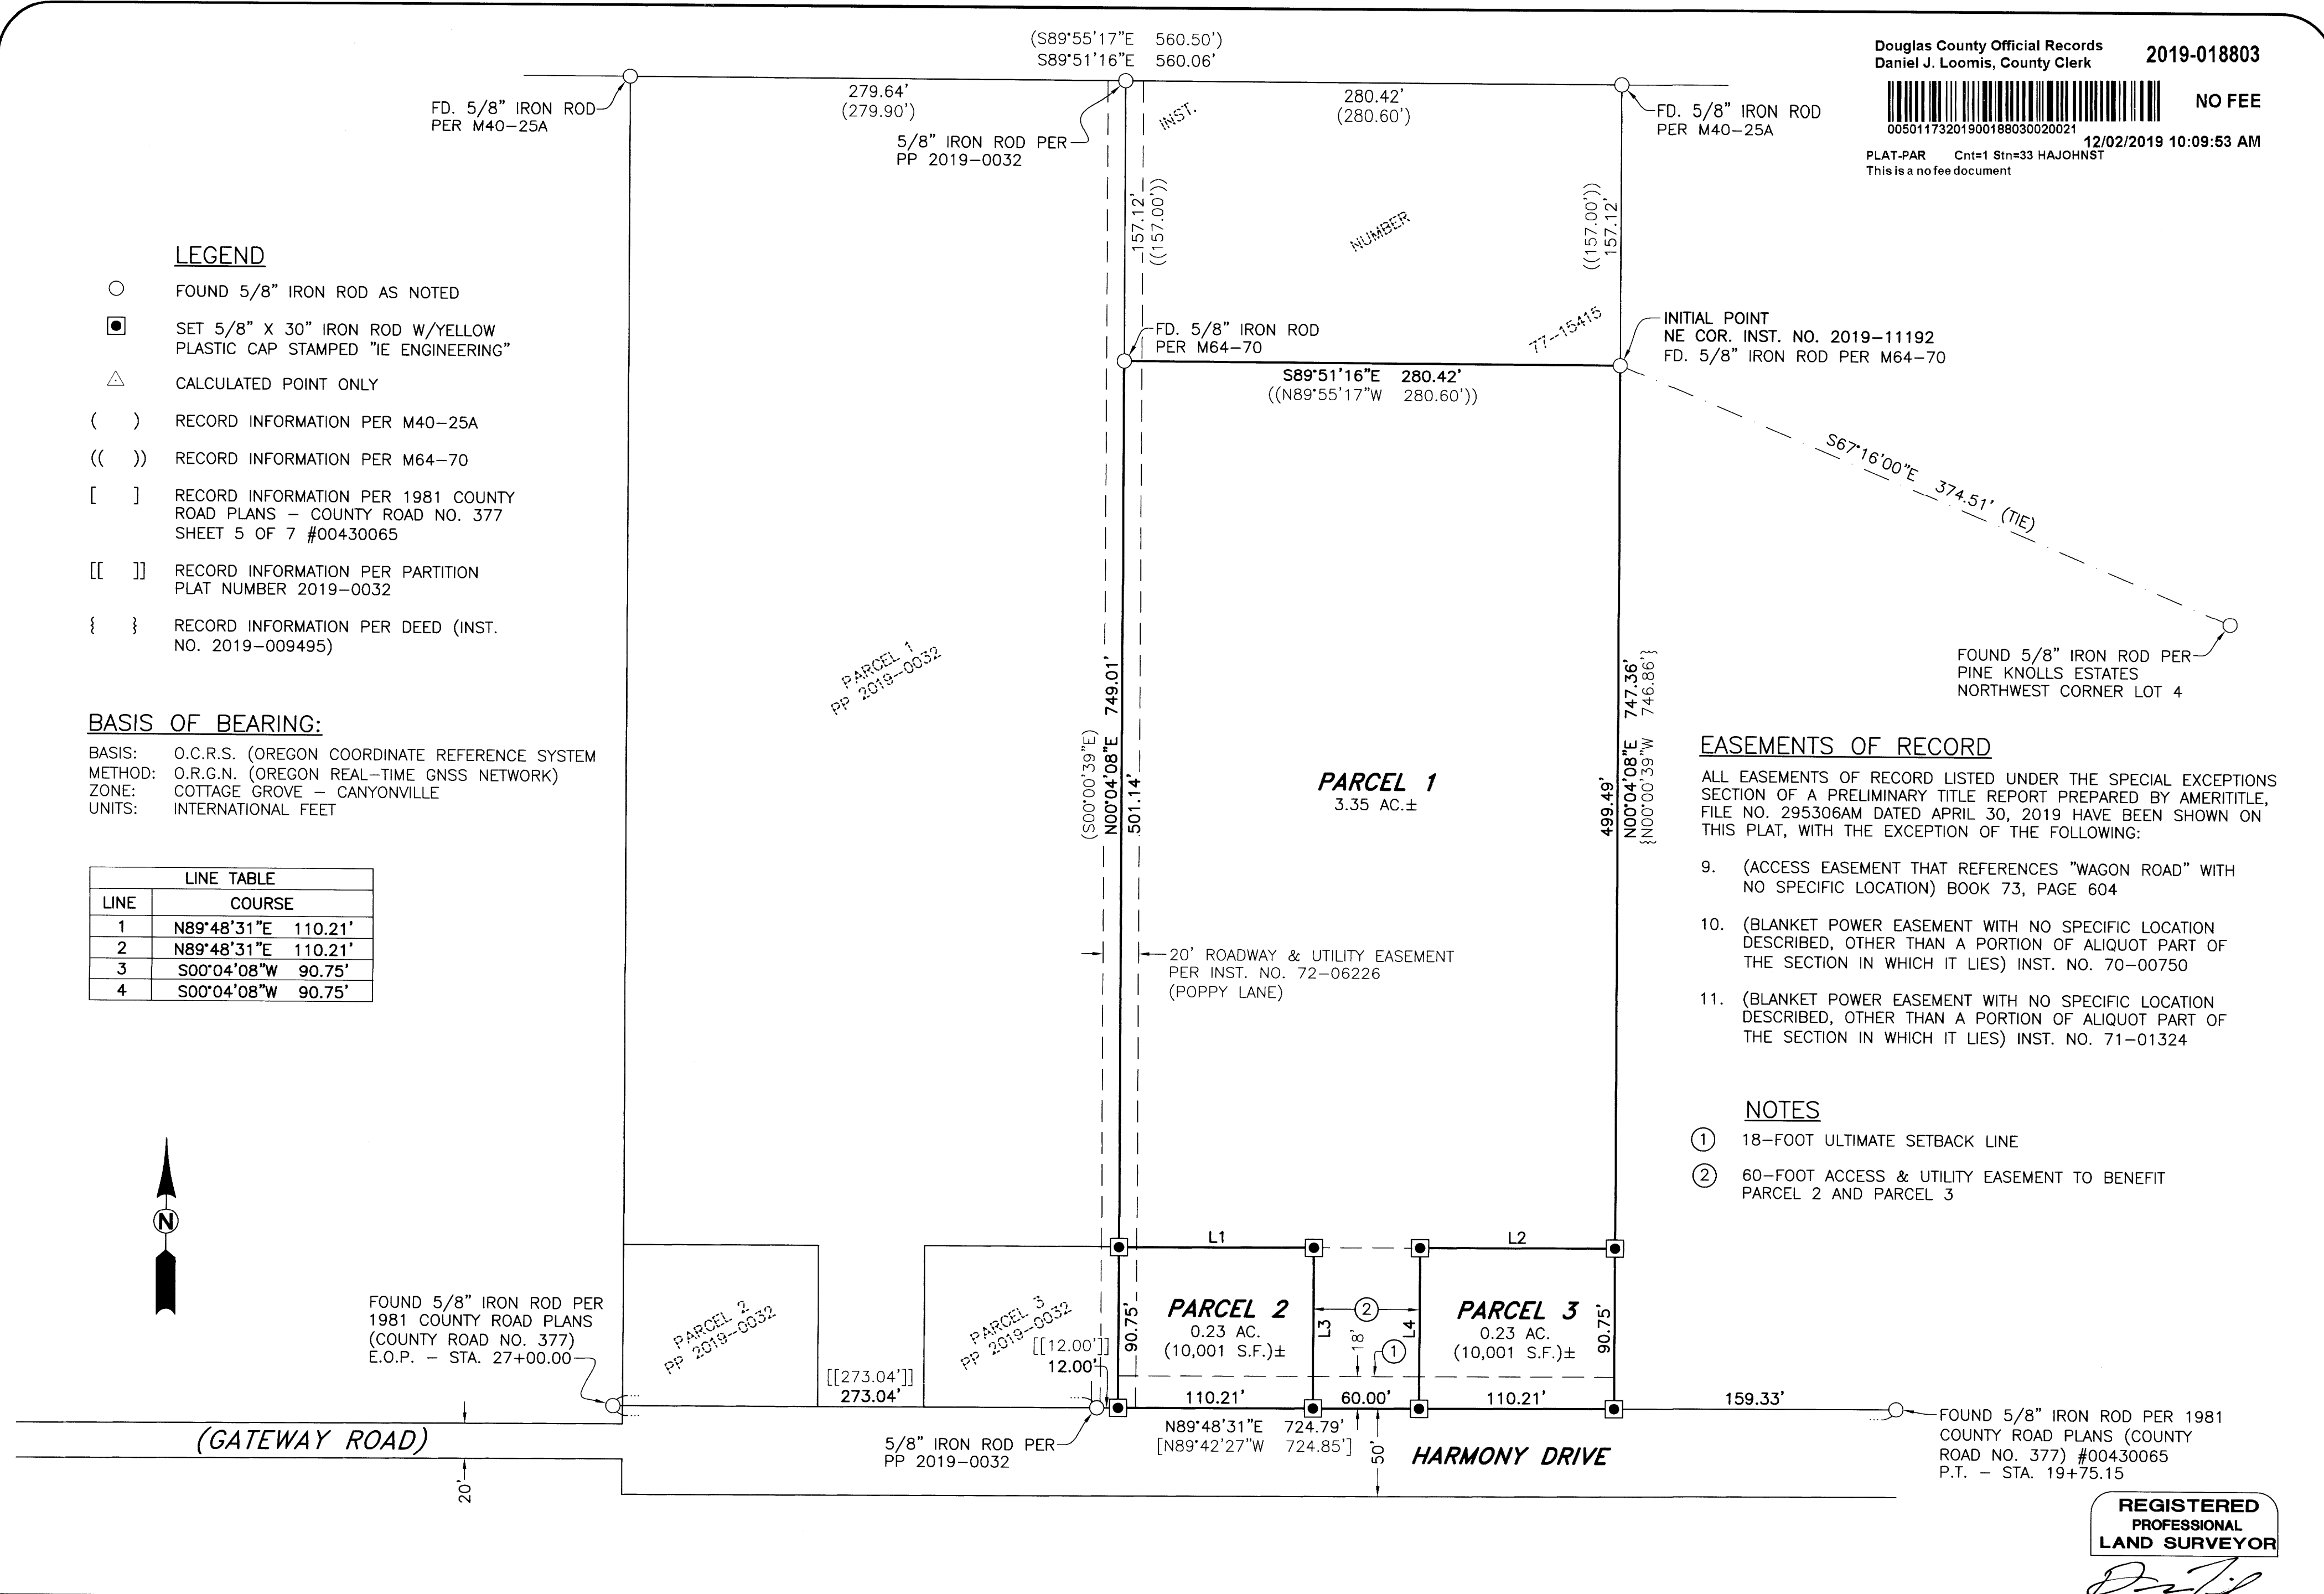 (S89°55'17"E 560.50')
S89°51'16"E 560.06'
Douglas County Official Records
Daniel J. Loomis, County Clerk
2019-018803
NO FEE
00501173201900188030020021
12/02/2019 10:09:53 AM
PLAT-PAR Cnt=1 Stn=33 HAJOHNST
This is a no fee document
FD. 5/8" IRON ROD
PER M40-25A
279.64'
(279.90')
5/8" IRON ROD PER
PP 2019-0032
INST.
280.42'
(280.60')
FD. 5/8" IRON ROD
PER M40-25A
157.12'
((157.00'))
NUMBER
((157.00'))
157.12'
77-15415
LEGEND
FOUND 5/8" IRON ROD AS NOTED
SET 5/8" X 30" IRON ROD W/YELLOW
PLASTIC CAP STAMPED "IE ENGINEERING"
CALCULATED POINT ONLY
( ) RECORD INFORMATION PER M40-25A
(( )) RECORD INFORMATION PER M64-70
[ ] RECORD INFORMATION PER 1981 COUNTY
ROAD PLANS - COUNTY ROAD NO. 377
SHEET 5 OF 7 #00430065
[[ ]] RECORD INFORMATION PER PARTITION
PLAT NUMBER 2019-0032
{ } RECORD INFORMATION PER DEED (INST.
NO. 2019-009495)
FD. 5/8" IRON ROD
PER M64-70
INITIAL POINT
NE COR. INST. NO. 2019-11192
FD. 5/8" IRON ROD PER M64-70
S89°51'16"E 280.42'
((N89°55'17"W 280.60'))
S67°16'00"E 374.51' (TIE)
FOUND 5/8" IRON ROD PER
PINE KNOLLS ESTATES
NORTHWEST CORNER LOT 4
BASIS OF BEARING:
BASIS: O.C.R.S. (OREGON COORDINATE REFERENCE SYSTEM
METHOD: O.R.G.N. (OREGON REAL-TIME GNSS NETWORK)
ZONE: COTTAGE GROVE - CANYONVILLE
UNITS: INTERNATIONAL FEET
PARCEL 1
PP 2019-0032
(S00°00'39"E)
N00°04'08"E 749.01'
501.14'
PARCEL 1
3.35 AC.±
499.49'
N00°04'08"E 747.36'
{N00°00'39"W 746.86'}
EASEMENTS OF RECORD
ALL EASEMENTS OF RECORD LISTED UNDER THE SPECIAL EXCEPTIONS
SECTION OF A PRELIMINARY TITLE REPORT PREPARED BY AMERITITLE,
FILE NO. 295306AM DATED APRIL 30, 2019 HAVE BEEN SHOWN ON
THIS PLAT, WITH THE EXCEPTION OF THE FOLLOWING:
9. (ACCESS EASEMENT THAT REFERENCES "WAGON ROAD" WITH
NO SPECIFIC LOCATION) BOOK 73, PAGE 604
10. (BLANKET POWER EASEMENT WITH NO SPECIFIC LOCATION
DESCRIBED, OTHER THAN A PORTION OF ALIQUOT PART OF
THE SECTION IN WHICH IT LIES) INST. NO. 70-00750
11. (BLANKET POWER EASEMENT WITH NO SPECIFIC LOCATION
DESCRIBED, OTHER THAN A PORTION OF ALIQUOT PART OF
THE SECTION IN WHICH IT LIES) INST. NO. 71-01324
LINE TABLE
LINE COURSE
1 N89°48'31"E 110.21'
2 N89°48'31"E 110.21'
3 S00°04'08"W 90.75'
4 S00°04'08"W 90.75'
20' ROADWAY & UTILITY EASEMENT
PER INST. NO. 72-06226
(POPPY LANE)
NOTES
1 18-FOOT ULTIMATE SETBACK LINE
2 60-FOOT ACCESS & UTILITY EASEMENT TO BENEFIT
PARCEL 2 AND PARCEL 3
N
L1
L2
FOUND 5/8" IRON ROD PER
1981 COUNTY ROAD PLANS
(COUNTY ROAD NO. 377)
E.O.P. - STA. 27+00.00
PARCEL 2
PP 2019-0032
PARCEL 3
PP 2019-0032
[[12.00']]
12.00'
[[273.04']]
273.04'
90.75'
PARCEL 2
0.23 AC.
(10,001 S.F.)±
L3
2
18'
1
L4
PARCEL 3
0.23 AC.
(10,001 S.F.)±
90.75'
110.21'
60.00'
110.21'
159.33'
N89°48'31"E 724.79'
[N89°42'27"W 724.85']
50'
HARMONY DRIVE
(GATEWAY ROAD)
20'
5/8" IRON ROD PER
PP 2019-0032
FOUND 5/8" IRON ROD PER 1981
COUNTY ROAD PLANS (COUNTY
ROAD NO. 377) #00430065
P.T. - STA. 19+75.15
REGISTERED
PROFESSIONAL
LAND SURVEYOR